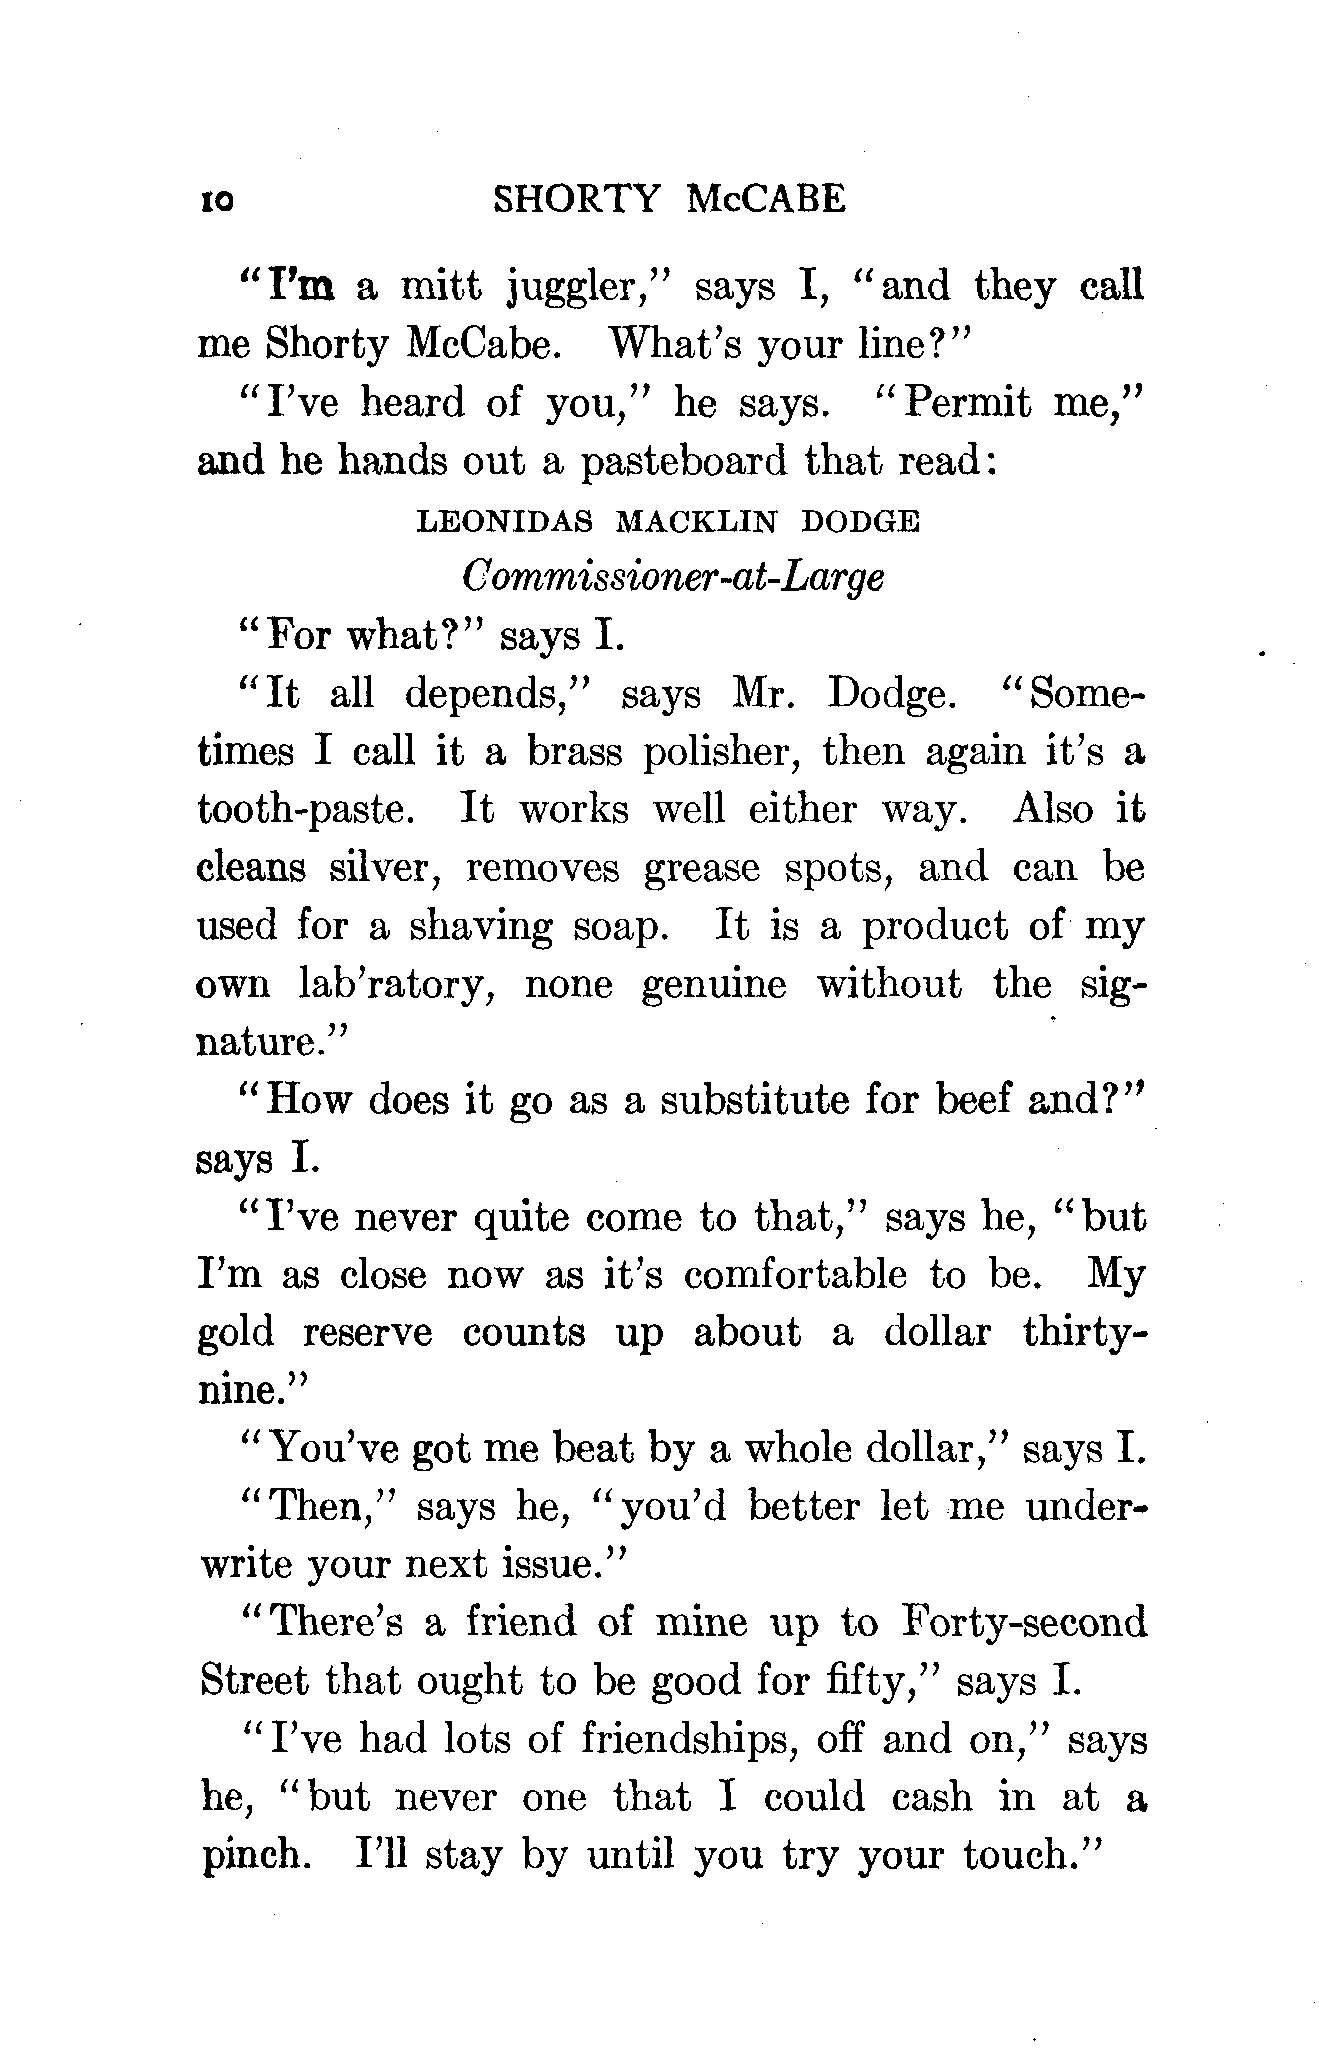 10 SHORTY McCABE
"I'm a mitt juggler," says I, "and they call
me Shorty McCabe. What's your line?"
"I've heard of you," he says. "Permit me,"
and he hands out a pasteboard that read:
LEONIDAS MACKLIN DODGE
Commissioner-at-Large
"For what?" says I.
"It all depends," says Mr. Dodge. "Some-
times I call it a brass polisher, then again it's a
tooth-paste. It works well either way. Also it
cleans silver, removes grease spots, and can be
used for a shaving soap. It is a product of my
own lab'ratory, none genuine without the sig-
nature."
"How does it go as a substitute for beef and?"
says I.
"I've never quite come to that," says he, "but
I'm as close now as it's comfortable to be. My
gold reserve counts up about a dollar thirty-
nine."
"You've got me beat by a whole dollar," says I.
"Then," says he, "you'd better let me under-
write your next issue."
"There's a friend of mine up to Forty-second
Street that ought to be good for fifty," says I.
"I've had lots of friendships, off and on," says
he, "but never one that I could cash in at a
pinch. I'll stay by until you try your touch."